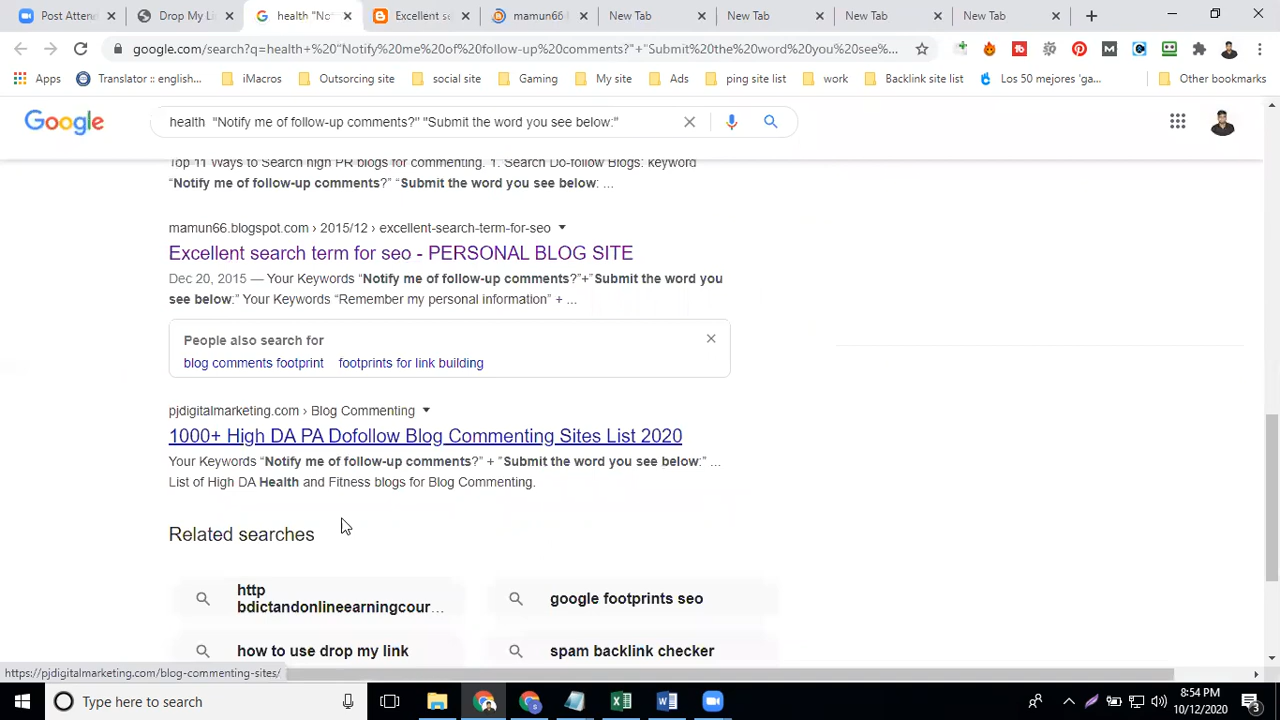 Post Atten
Drop My Li
health "No
Excellent s
mamun66
New Tab
New Tab
New Tab
New Tab
google.com/search?q=health+%20"Notify%20me%20of%20follow-up%20comments?"+"Submit%20the%20word%20you%20see%...
Apps
Translator :: english...
iMacros
Outsorcing site
social site
Gaming
My site
Ads
ping site list
work
Backlink site list
Los 50 mejores 'ga...
Other bookmarks
Google
health "Notify me of follow-up comments?" "Submit the word you see below:"
Top 11 Ways to Search high PR blogs for commenting. 1. Search Do-follow Blogs: keyword
"Notify me of follow-up comments?" "Submit the word you see below: ...
mamun66.blogspot.com › 2015/12 › excellent-search-term-for-seo
Excellent search term for seo - PERSONAL BLOG SITE
Dec 20, 2015 — Your Keywords "Notify me of follow-up comments?"+"Submit the word you
see below:" Your Keywords "Remember my personal information" + ...
People also search for
blog comments footprint footprints for link building
pjdigitalmarketing.com › Blog Commenting
1000+ High DA PA Dofollow Blog Commenting Sites List 2020
Your Keywords "Notify me of follow-up comments?" + "Submit the word you see below:" ...
List of High DA Health and Fitness blogs for Blog Commenting.
Related searches
http
bdictandonlineearningcour...
google footprints seo
how to use drop my link
spam backlink checker
https://pjdigitalmarketing.com/blog-commenting-sites/
Type here to search
8:54 PM
10/12/2020
3